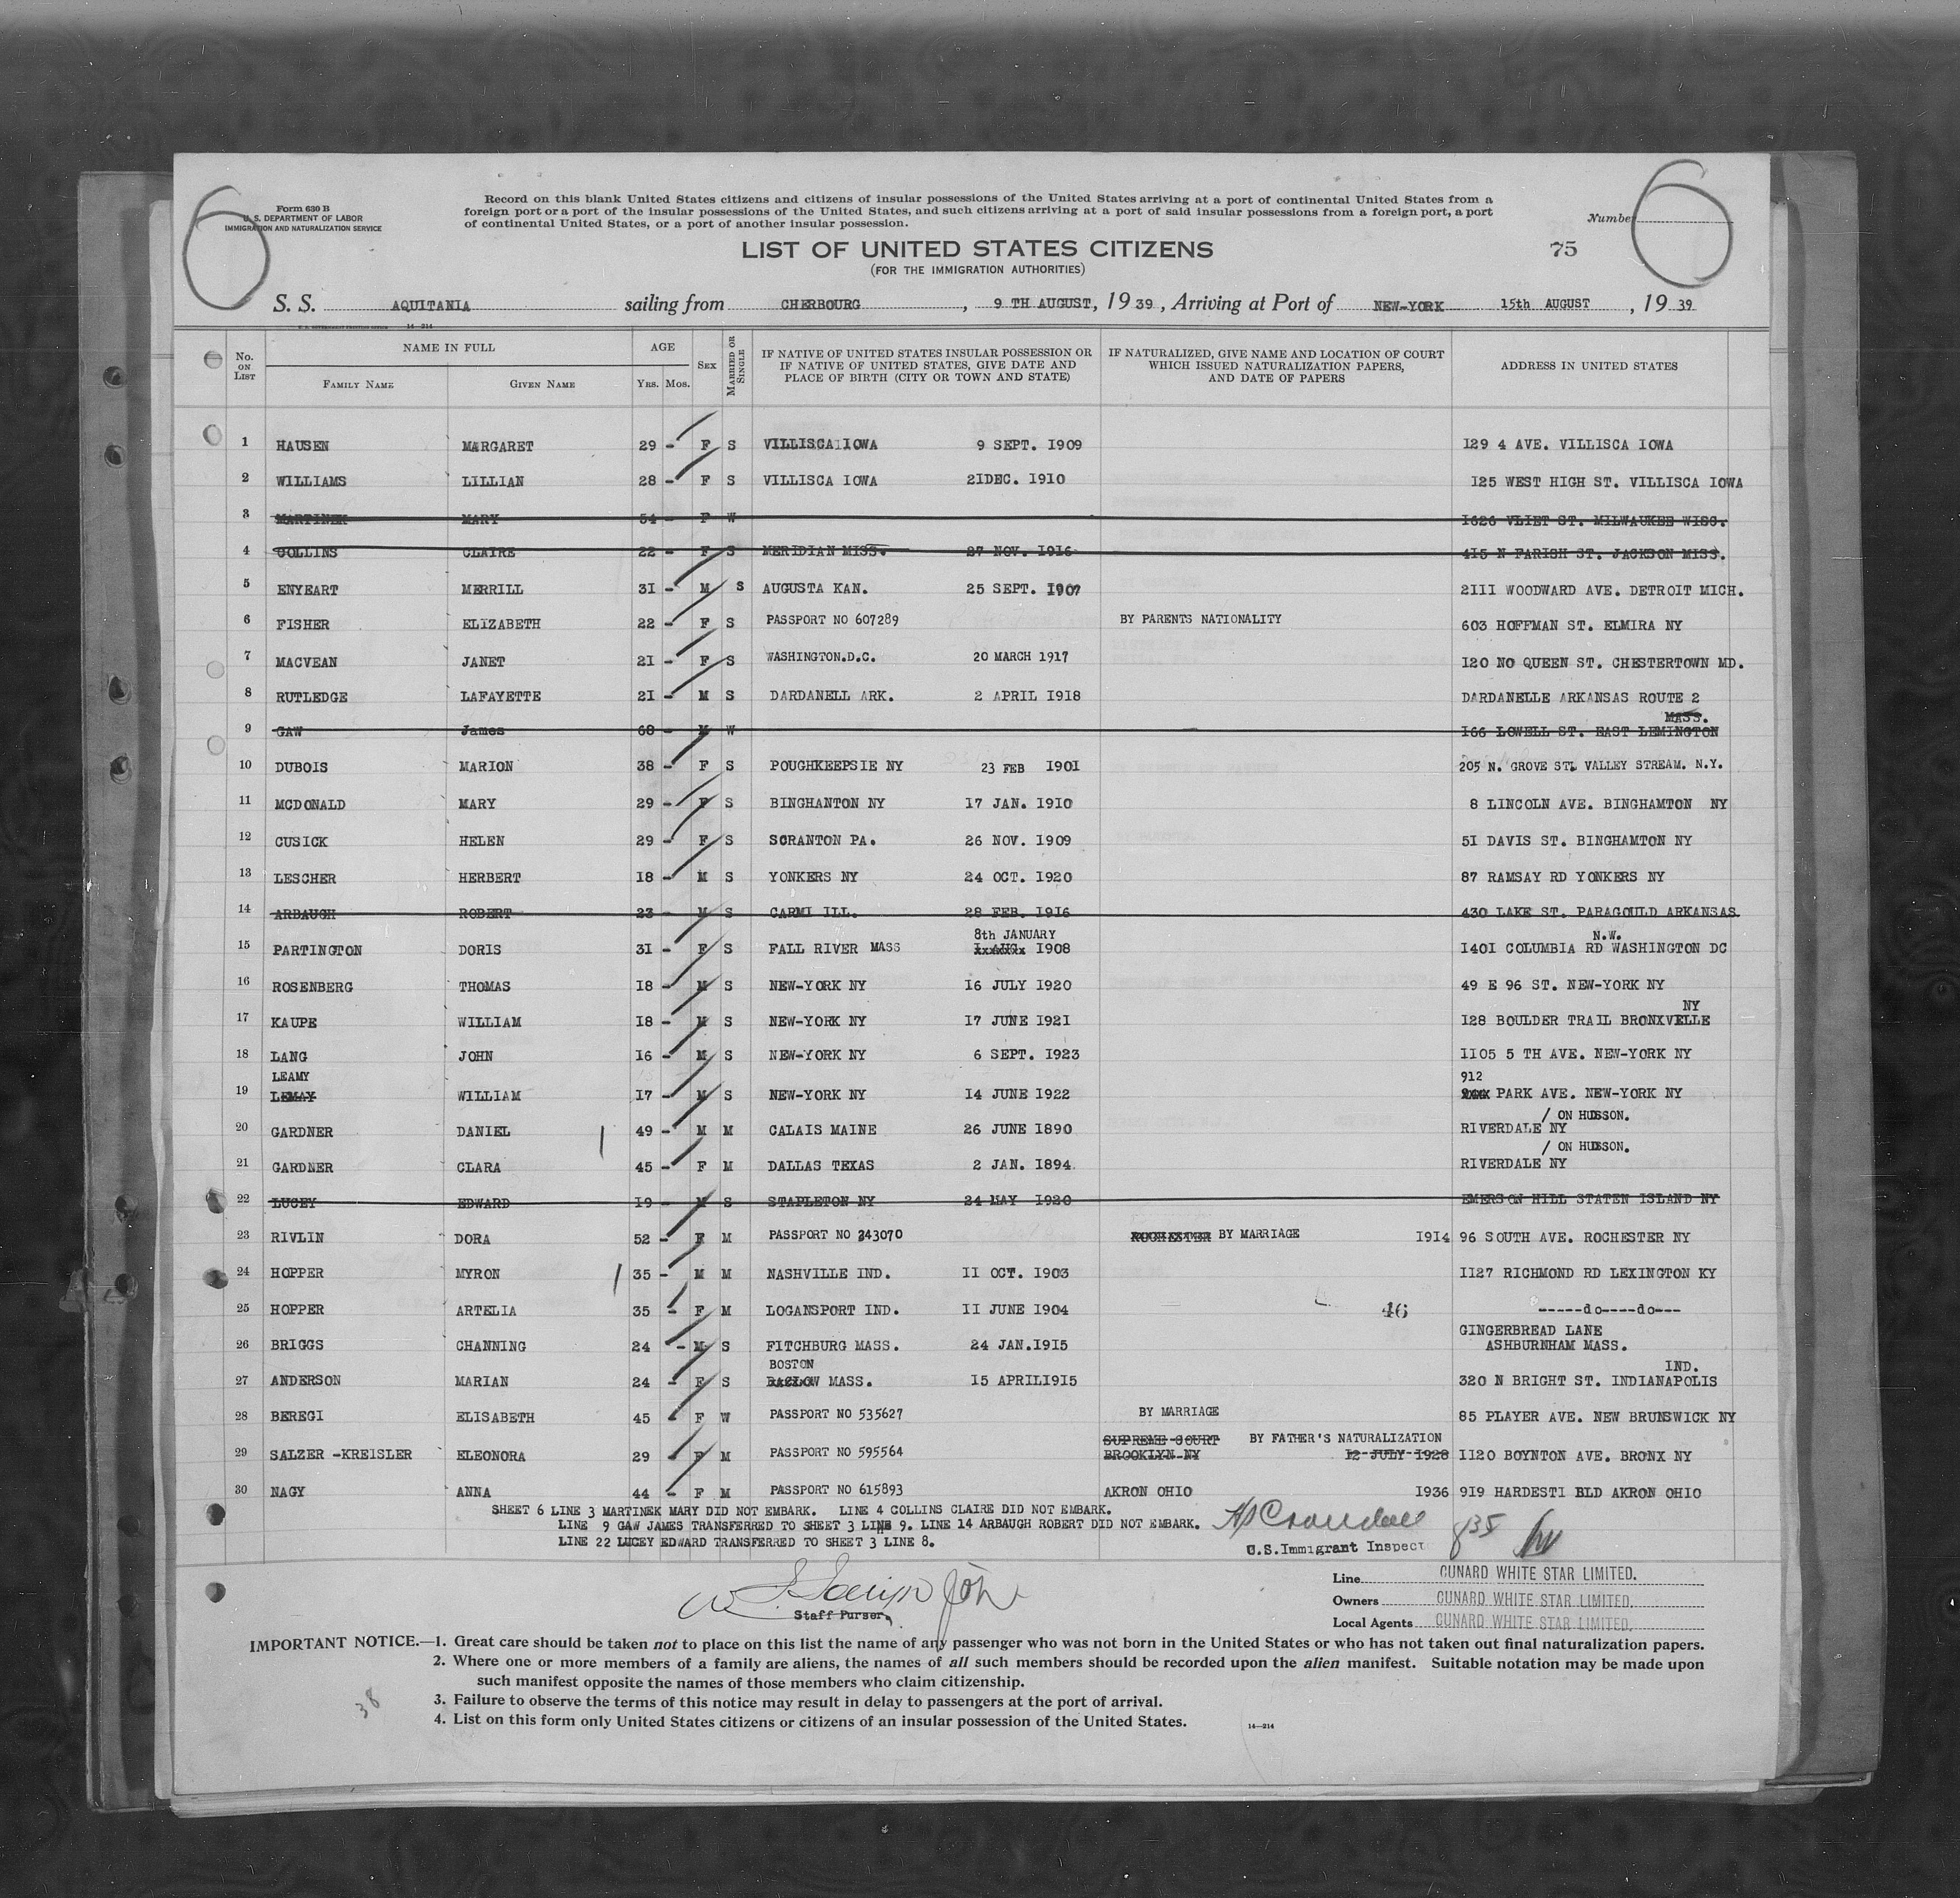 6
Form 630 B
U. S. DEPARTMENT OF LABOR
IMMIGRATION AND NATURALIZATION SERVICE
Record on this blank United States citizens and citizens of insular possessions of the United States arriving at a port of continental United States from a
foreign port or a port of the insular possessions of the United States, and such citizens arriving at a port of said insular possessions from a foreign port, a port
of continental United States, or a port of another insular possession.
Number
6
LIST OF UNITED STATES CITIZENS
75
(FOR THE IMMIGRATION AUTHORITIES)
S. S. AQUITANIA sailing from CHERBOURG, 9 TH AUGUST, 19 39, Arriving at Port of NEW-YORK 15th AUGUST, 19 39
U. S. GOVERNMENT PRINTING OFFICE 14-214
No. ON LIST NAME IN FULL AGE SEX MARRIED OR SINGLE IF NATIVE OF UNITED STATES INSULAR POSSESSION OR IF NATIVE OF UNITED STATES, GIVE DATE AND PLACE OF BIRTH (CITY OR TOWN AND STATE) IF NATURALIZED, GIVE NAME AND LOCATION OF COURT WHICH ISSUED NATURALIZATION PAPERS, AND DATE OF PAPERS ADDRESS IN UNITED STATES
FAMILY NAME GIVEN NAME YRS. MOS.
1 HAUSEN MARGARET 29 - F S VILLISCA IOWA 9 SEPT. 1909 129 4 AVE. VILLISCA IOWA
2 WILLIAMS LILLIAN 28 - F S VILLISCA IOWA 21DEC. 1910 125 WEST HIGH ST. VILLISCA IOWA
3 MARTINEK MARY 54 - F W 1626 VLIET ST. MILWAUKEE WISC.
4 COLLINS CLAIRE 22 - F S MERIDIAN MISS. 27 NOV. 1916 415 N FARISH ST. JACKSON MISS.
5 ENYEART MERRILL 31 - M S AUGUSTA KAN. 25 SEPT. 1907 2111 WOODWARD AVE. DETROIT MICH.
6 FISHER ELIZABETH 22 - F S PASSPORT NO 607289 BY PARENTS NATIONALITY 603 HOFFMAN ST. ELMIRA NY
7 MACVEAN JANET 21 - F S WASHINGTON.D.C. 20 MARCH 1917 120 NO QUEEN ST. CHESTERTOWN MD.
8 RUTLEDGE LAFAYETTE 21 - M S DARDANELL ARK. 2 APRIL 1918 DARDANELLE ARKANSAS ROUTE 2
MASS.
9 GAW James 68 - M W 166 LOWELL ST. EAST LEMINGTON
10 DUBOIS MARION 38 - F S POUGHKEEPSIE NY 23 FEB 1901 205 N. GROVE ST. VALLEY STREAM. N.Y.
11 MCDONALD MARY 29 - F S BINGHANTON NY 17 JAN. 1910 8 LINCOLN AVE. BINGHAMTON NY
12 CUSICK HELEN 29 - F S SCRANTON PA. 26 NOV. 1909 51 DAVIS ST. BINGHAMTON NY
13 LESCHER HERBERT 18 - M S YONKERS NY 24 OCT. 1920 87 RAMSAY RD YONKERS NY
14 ARBAUGH ROBERT 23 - M S CARMI ILL. 28 FEB. 1916 430 LAKE ST. PARAGOULD ARKANSAS
8th JANUARY N.W.
15 PARTINGTON DORIS 31 - F S FALL RIVER MASS 1 AUG. 1908 1401 COLUMBIA RD WASHINGTON DC
16 ROSENBERG THOMAS 18 - M S NEW-YORK NY 16 JULY 1920 49 E 96 ST. NEW-YORK NY
NY
17 KAUPE WILLIAM 18 - M S NEW-YORK NY 17 JUNE 1921 128 BOULDER TRAIL BRONXVELLE
18 LANG JOHN 16 - M S NEW-YORK NY 6 SEPT. 1923 1105 5 TH AVE. NEW-YORK NY
LEAMY 912
19 LEMAY WILLIAM 17 - M S NEW-YORK NY 14 JUNE 1922 PARK AVE. NEW-YORK NY
/ ON HUDSON.
20 GARDNER DANIEL 49 - M M CALAIS MAINE 26 JUNE 1890 RIVERDALE NY
/ ON HUDSON.
21 GARDNER CLARA 45 - F M DALLAS TEXAS 2 JAN. 1894 RIVERDALE NY
22 LUCEY EDWARD 19 - M S STAPLETON NY 24 MAY 1920 EMERSON HILL STATEN ISLAND NY
23 RIVLIN DORA 52 - F M PASSPORT NO 243070 ROCHESTER BY MARRIAGE 1914 96 SOUTH AVE. ROCHESTER NY
24 HOPPER MYRON 35 - M M NASHVILLE IND. 11 OCT. 1903 1127 RICHMOND RD LEXINGTON KY
25 HOPPER ARTELIA 35 - F M LOGANSPORT IND. 11 JUNE 1904 46 -----do----do---
GINGERBREAD LANE
26 BRIGGS CHANNING 24 - M S FITCHBURG MASS. 24 JAN.1915 ASHBURNHAM MASS.
BOSTON IND.
27 ANDERSON MARIAN 24 - F S MASS. 15 APRIL1915 320 N BRIGHT ST. INDIANAPOLIS
28 BEREGI ELISABETH 45 - F W PASSPORT NO 535627 BY MARRIAGE 85 PLAYER AVE. NEW BRUNSWICK NY
SUPREME COURT BY FATHER'S NATURALIZATION
29 SALZER -KREISLER ELEONORA 29 - F M PASSPORT NO 595564 BROOKLYN NY 12 JULY 1928 1120 BOYNTON AVE. BRONX NY
30 NAGY ANNA 44 - F M PASSPORT NO 615893 AKRON OHIO 1936 919 HARDESTI BLD AKRON OHIO
SHEET 6 LINE 3 MARTINEK MARY DID NOT EMBARK. LINE 4 COLLINS CLAIRE DID NOT EMBARK.
LINE 9 GAW JAMES TRANSFERRED TO SHEET 3 LINE 9. LINE 14 ARBAUGH ROBERT DID NOT EMBARK.
LINE 22 LUCEY EDWARD TRANSFERRED TO SHEET 3 LINE 8.
U.S.Immigrant Inspect
Staff Purser.
Line CUNARD WHITE STAR LIMITED.
Owners CUNARD WHITE STAR LIMITED.
Local Agents CUNARD WHITE STAR LIMITED.
IMPORTANT NOTICE.—1. Great care should be taken not to place on this list the name of any passenger who was not born in the United States or who has not taken out final naturalization papers.
2. Where one or more members of a family are aliens, the names of all such members should be recorded upon the alien manifest. Suitable notation may be made upon
such manifest opposite the names of those members who claim citizenship.
3. Failure to observe the terms of this notice may result in delay to passengers at the port of arrival.
4. List on this form only United States citizens or citizens of an insular possession of the United States.
14-214
38